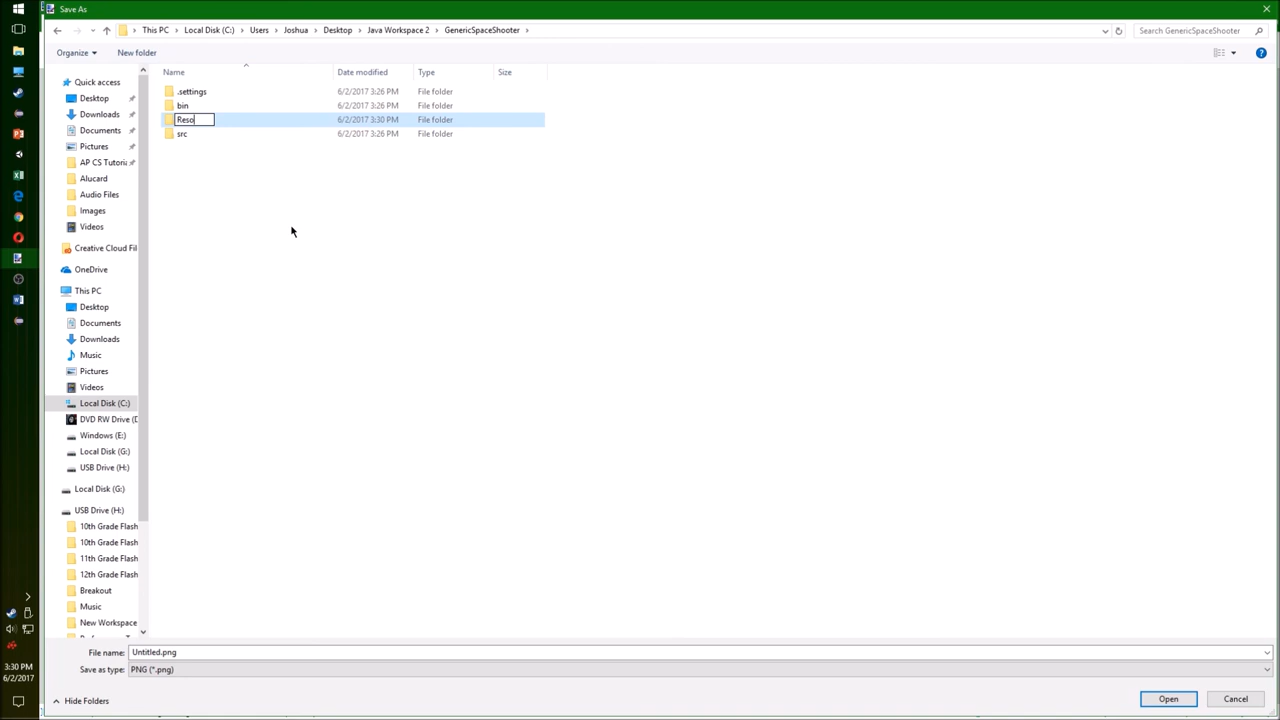 Save As
This PC > Local Disk (C:) > Users > Joshua > Desktop > Java Workspace 2 > GenericSpaceShooter >
Search GenericSpaceShooter
Organize
New folder
Name Date modified Type Size
.settings 6/2/2017 3:26 PM File folder
bin 6/2/2017 3:26 PM File folder
Reso 6/2/2017 3:30 PM File folder
src 6/2/2017 3:26 PM File folder
Quick access
Desktop
Downloads
Documents
Pictures
AP CS Tutoria
Alucard
Audio Files
Images
Videos
Creative Cloud Fil
OneDrive
This PC
Desktop
Documents
Downloads
Music
Pictures
Videos
Local Disk (C:)
DVD RW Drive (D
Windows (E:)
Local Disk (G:)
USB Drive (H:)
Local Disk (G:)
USB Drive (H:)
10th Grade Flash
10th Grade Flash
11th Grade Flash
12th Grade Flash
Breakout
Music
New Workspace
File name: Untitled.png
Save as type: PNG (*.png)
Hide Folders
Open
Cancel
3:30 PM
6/2/2017